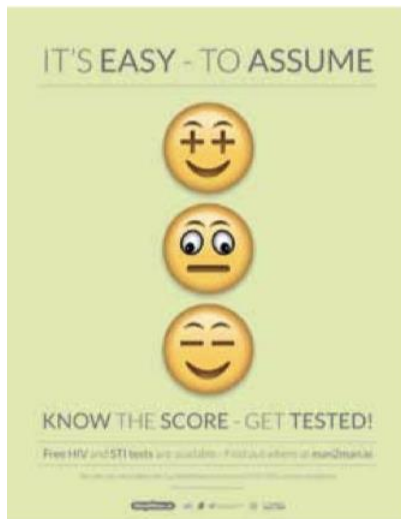 IT'S EASY - TO ASSUME
KNOW THE SCORE - GET TESTED!
Free HIV and STI tests are available - Find out where at man2man.ie